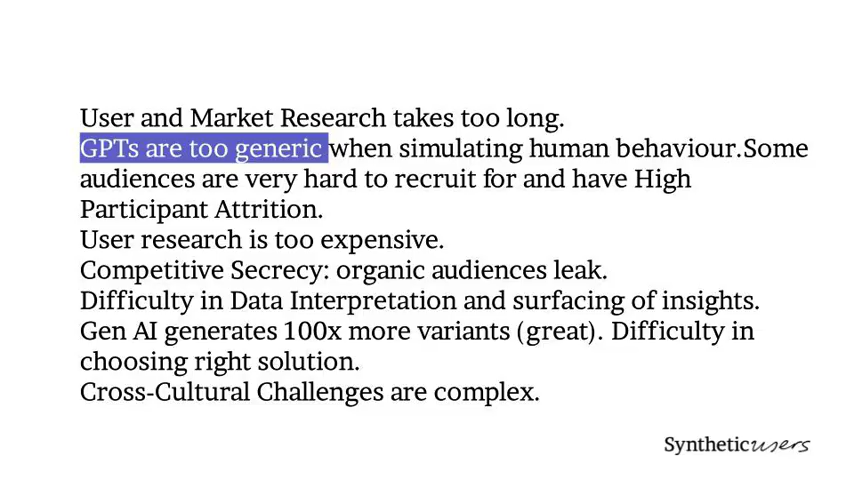 User and Market Research takes too long.
GPTs are too generic when simulating human behaviour.Some
audiences are very hard to recruit for and have High
Participant Attrition.
User research is too expensive.
Competitive Secrecy: organic audiences leak.
Difficulty in Data Interpretation and surfacing of insights.
Gen AI generates 100x more variants (great). Difficulty in
choosing right solution.
Cross-Cultural Challenges are complex.
Syntheticusers